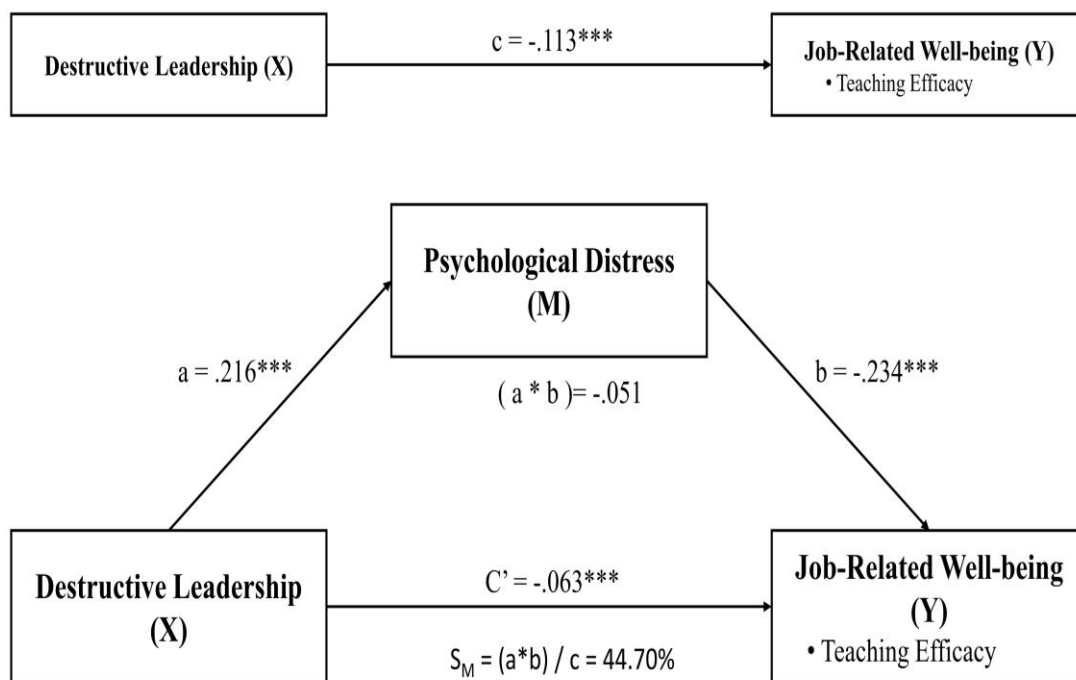 c = -.113***
Destructive Leadership (X)
Job-Related Well-being (Y)
• Teaching Efficacy
Psychological Distress
(M)
a = .216***
( a * b )= -.051
b = -.234***
Destructive Leadership
(X)
C’ = -.063***
S_M = (a*b) / c = 44.70%
Job-Related Well-being
(Y)
• Teaching Efficacy